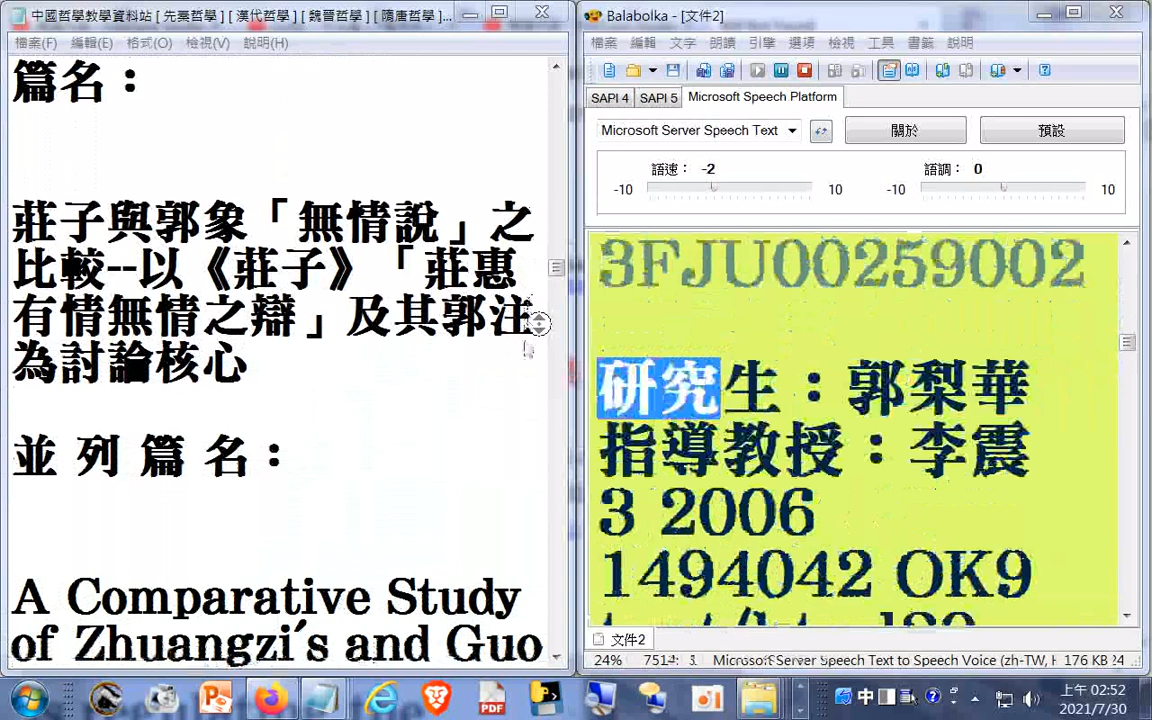 中國哲學教學資料站 [ 先秦哲學 ] [ 漢代哲學 ] [ 魏晉哲學 ] [ 隋唐哲學 ]...
檔案(F) 編輯(E) 格式(O) 檢視(V) 說明(H)
篇名：
莊子與郭象「無情說」之
比較--以《莊子》「莊惠
有情無情之辯」及其郭注
為討論核心
並 列 篇 名：
A Comparative Study
of Zhuangzi's and Guo
Balabolka - [文件2]
檔案 編輯 文字 朗讀 引擎 選項 檢視 工具 書籤 說明
SAPI 4 SAPI 5 Microsoft Speech Platform
Microsoft Server Speech Text 關於 預設
語速： -2 語調： 0
-10 10 -10 10
3FJU00259002
研究生：郭梨華
指導教授：李震
3 2006
1494042 OK9
文件2
24% Microsoft Server Speech Text to Speech Voice (zh-TW, H 176 KB
中
上午 02:52
2021/7/30